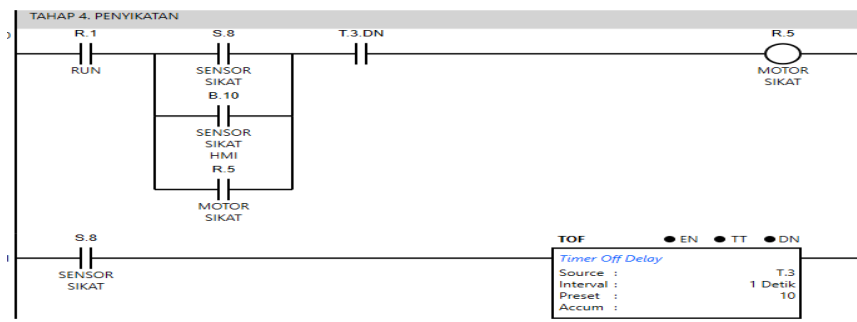 TAHAP 4. PENYIKATAN
R.1 S.8 T.3.DN R.5
RUN SENSOR SIKAT MOTOR SIKAT
B.10
SENSOR SIKAT HMI
R.5
MOTOR SIKAT
S.8
SENSOR SIKAT
TOF EN TT DN
Timer Off Delay
Source : T.3
Interval : 1 Detik
Preset : 10
Accum :